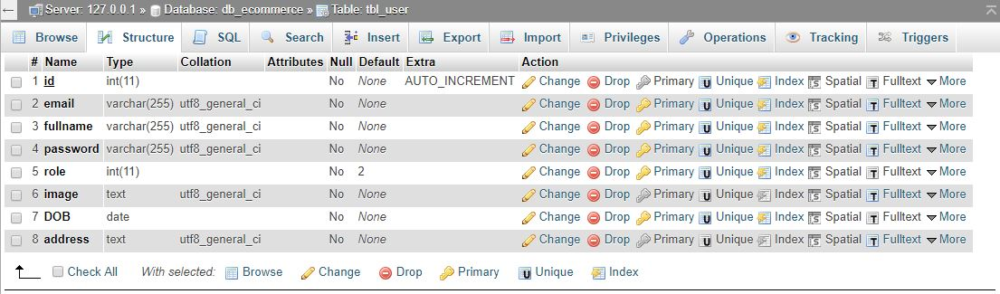 Server: 127.0.0.1 » Database: db_ecommerce » Table: tbl_user
Browse Structure SQL Search Insert Export Import Privileges Operations Tracking Triggers
# Name Type Collation Attributes Null Default Extra Action
1 id int(11) No None AUTO_INCREMENT Change Drop Primary Unique Index Spatial Fulltext More
2 email varchar(255) utf8_general_ci No None Change Drop Primary Unique Index Spatial Fulltext More
3 fullname varchar(255) utf8_general_ci No None Change Drop Primary Unique Index Spatial Fulltext More
4 password varchar(255) utf8_general_ci No None Change Drop Primary Unique Index Spatial Fulltext More
5 role int(11) No 2 Change Drop Primary Unique Index Spatial Fulltext More
6 image text utf8_general_ci No None Change Drop Primary Unique Index Spatial Fulltext More
7 DOB date No None Change Drop Primary Unique Index Spatial Fulltext More
8 address text utf8_general_ci No None Change Drop Primary Unique Index Spatial Fulltext More
Check All With selected: Browse Change Drop Primary Unique Index